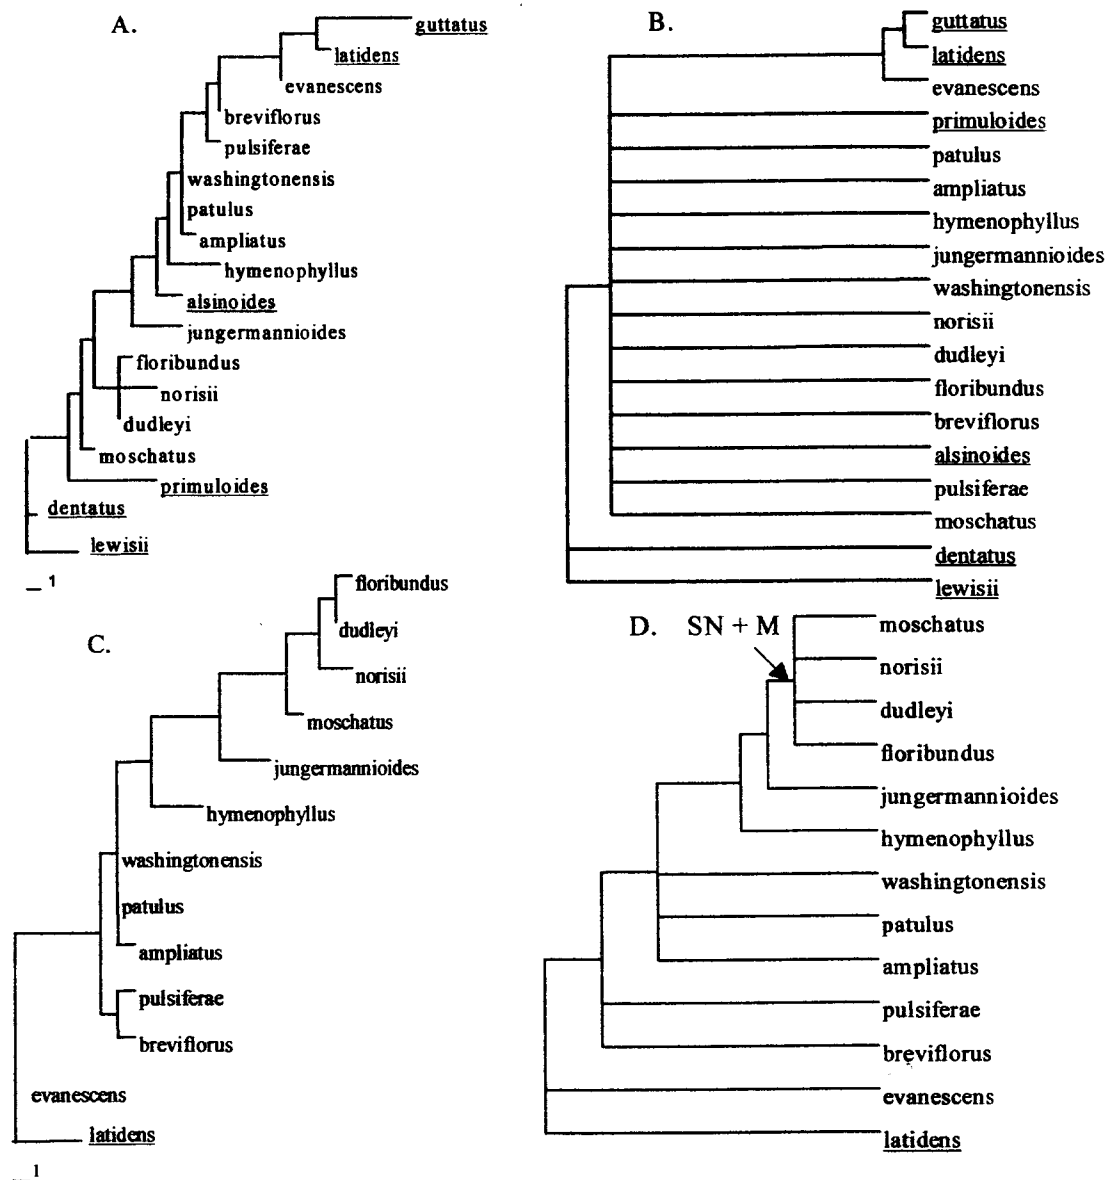 A.
guttatus
latidens
evanescens
breviflorus
pulsiferae
washingtonensis
patulus
ampliatus
hymenophyllus
alsinoides
jungermannioides
floribundus
norisii
dudleyi
moschatus
primuloides
dentatus
lewisii
1
B.
guttatus
latidens
evanescens
primuloides
patulus
ampliatus
hymenophyllus
jungermannioides
washingtonensis
norisii
dudleyi
floribundus
breviflorus
alsinoides
pulsiferae
moschatus
dentatus
lewisii
C.
floribundus
dudleyi
norisii
moschatus
jungermannioides
hymenophyllus
washingtonensis
patulus
ampliatus
pulsiferae
breviflorus
evanescens
latidens
1
D. SN + M
moschatus
norisii
dudleyi
floribundus
jungermannioides
hymenophyllus
washingtonensis
patulus
ampliatus
pulsiferae
breviflorus
evanescens
latidens